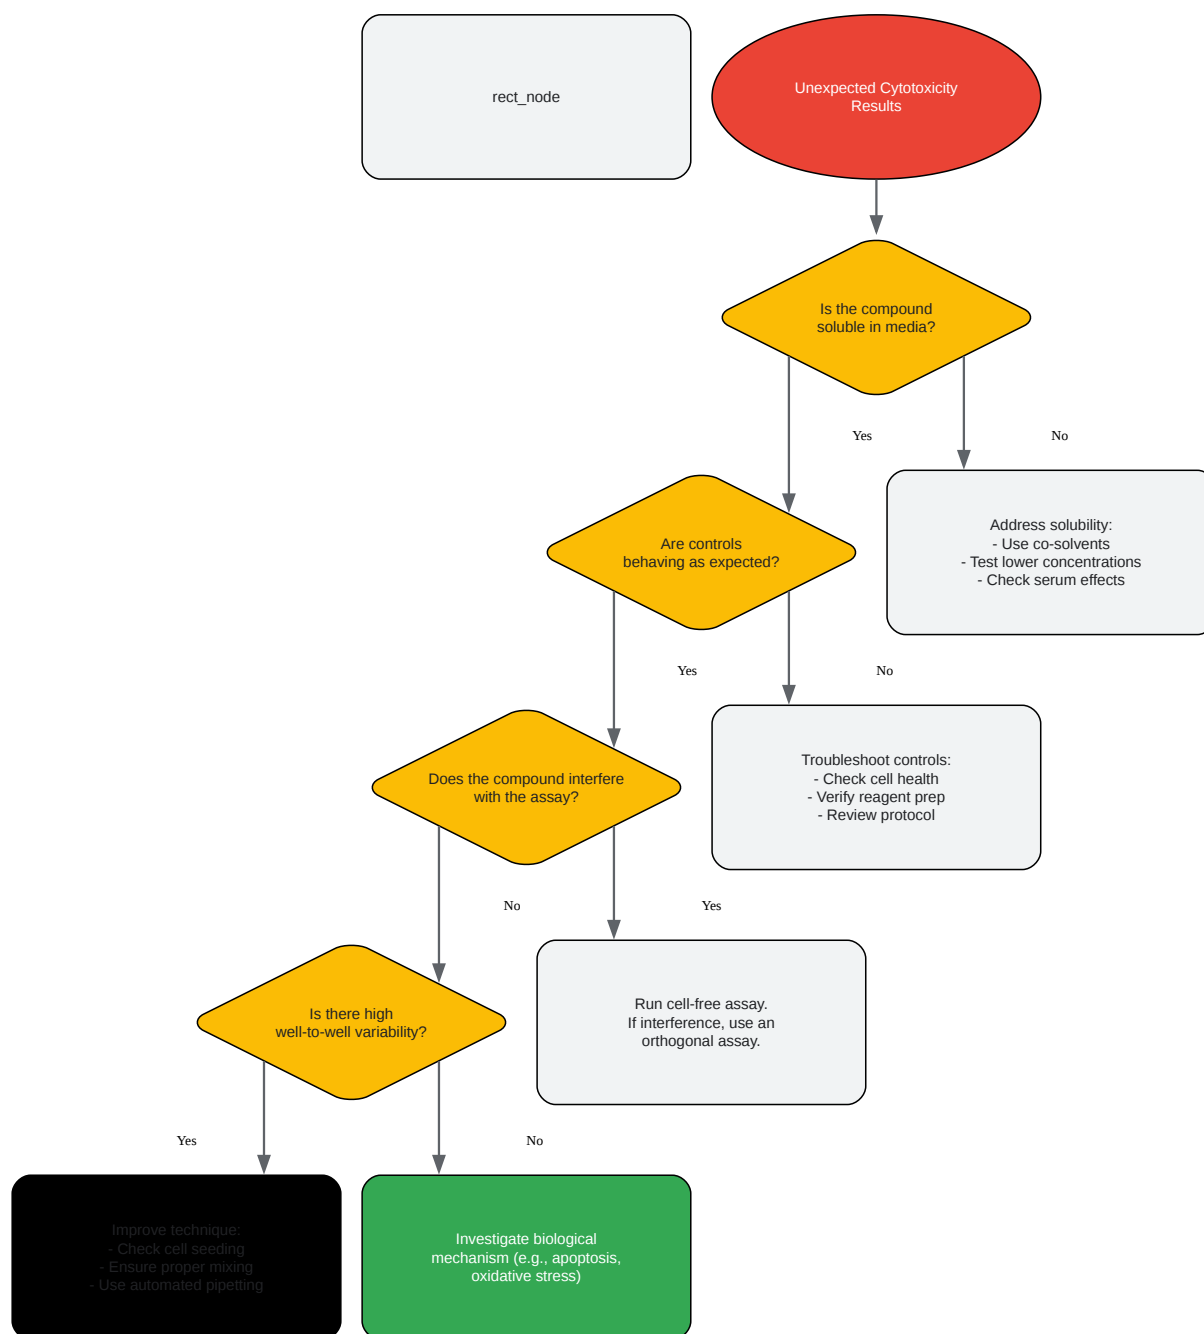 rect_node
Unexpected Cytotoxicity
Results
Is the compound
soluble in media?
Yes
No
Address solubility:
- Use co-solvents
- Test lower concentrations
- Check serum effects
Are controls
behaving as expected?
Yes
No
Troubleshoot controls:
- Check cell health
- Verify reagent prep
- Review protocol
Does the compound interfere
with the assay?
No
Yes
Run cell-free assay.
If interference, use an
orthogonal assay.
Is there high
well-to-well variability?
Yes
No
Improve technique:
- Check cell seeding
- Ensure proper mixing
- Use automated pipetting
Investigate biological
mechanism (e.g., apoptosis,
oxidative stress)